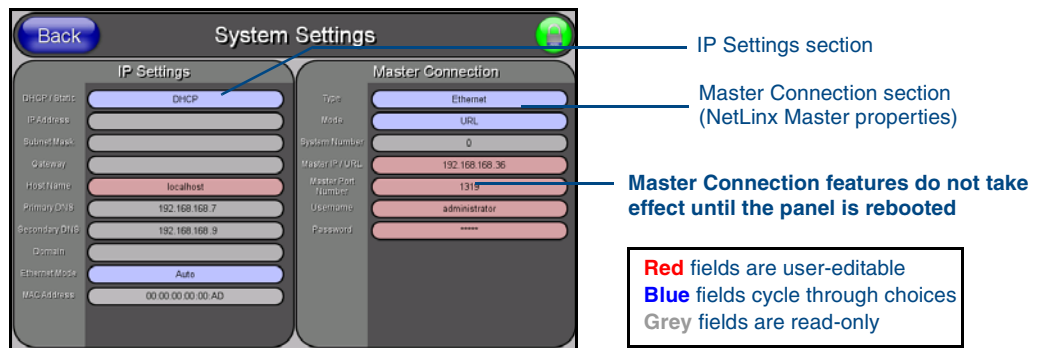 Back
System Settings
IP Settings
DHCP / Static
DHCP
IP Address
Subnet Mask
Gateway
Host Name
localhost
Primary DNS
192.168.168.7
Secondary DNS
192.168.168.9
Domain
Ethernet Mode
Auto
MAC Address
00:00:00:00:00:AD
Master Connection
Type
Ethernet
Mode
URL
System Number
0
Master IP / URL
192.168.168.36
Master Port
Number
1319
Username
administrator
Password
*****
IP Settings section
Master Connection section
(NetLinx Master properties)
Master Connection features do not take
effect until the panel is rebooted
Red fields are user-editable
Blue fields cycle through choices
Grey fields are read-only